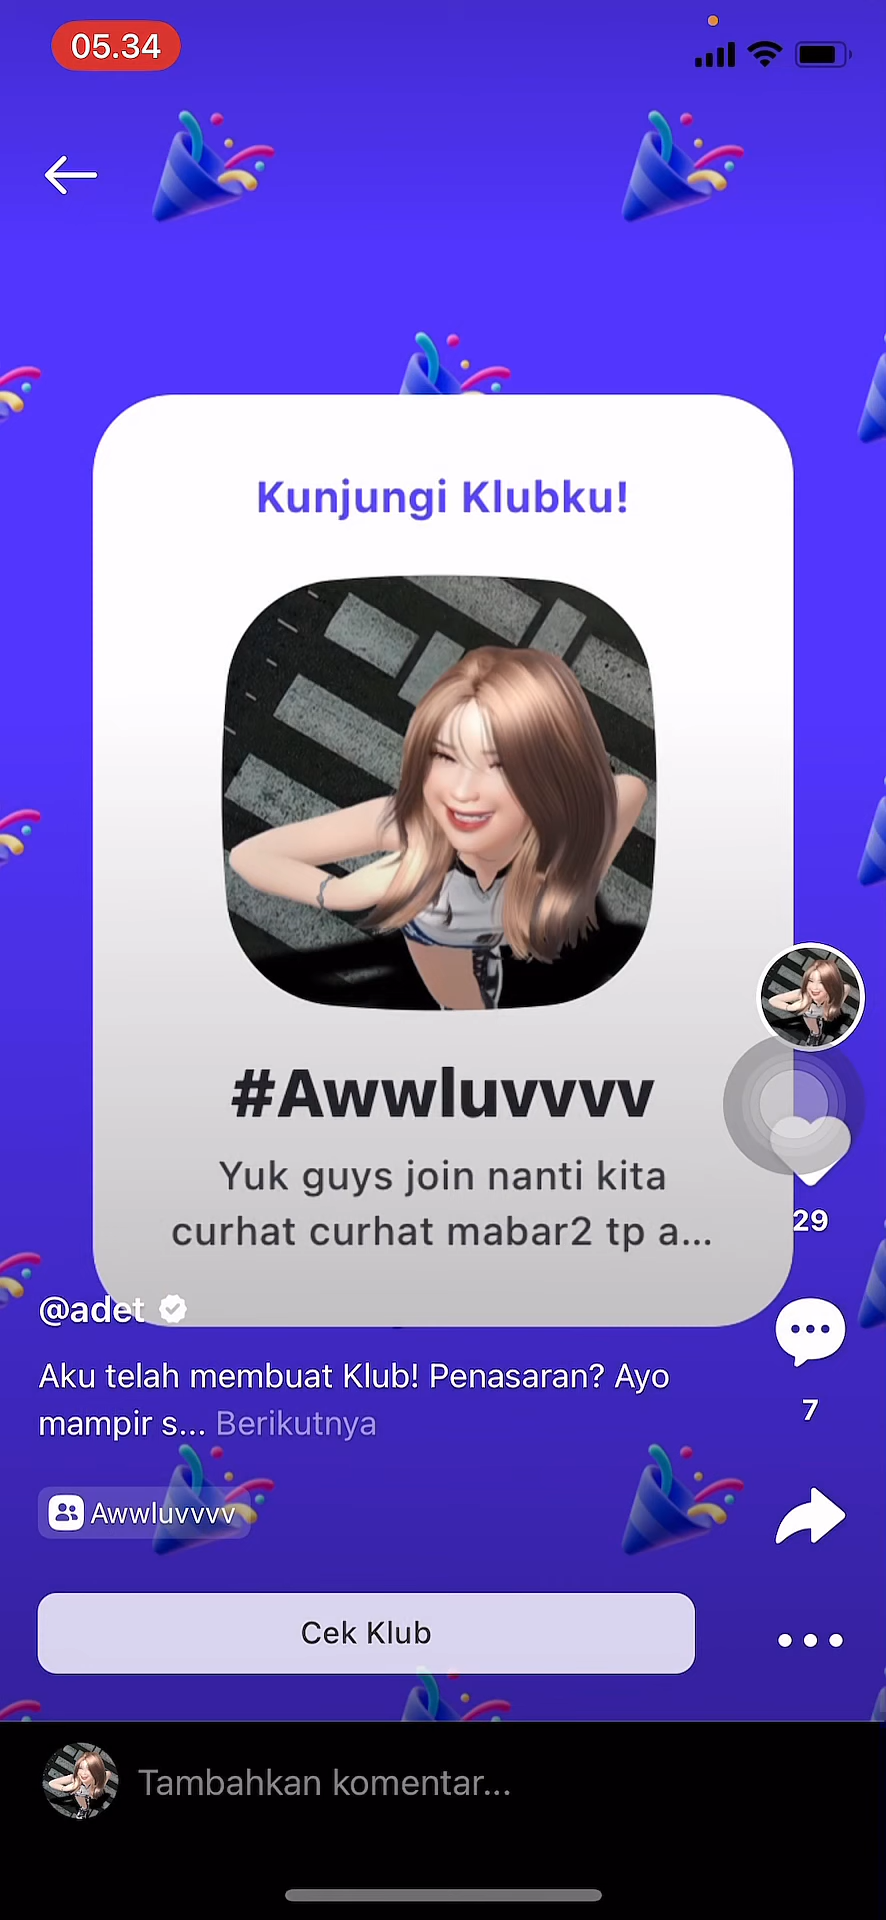 05.34
Kunjungi Klubku!
#Awwluvvvv
Yuk guys join nanti kita
curhat curhat mabar2 tp a...
29
@adet
Aku telah membuat Klub! Penasaran? Ayo
mampir s... Berikutnya
7
Awwluvvvv
Cek Klub
Tambahkan komentar...